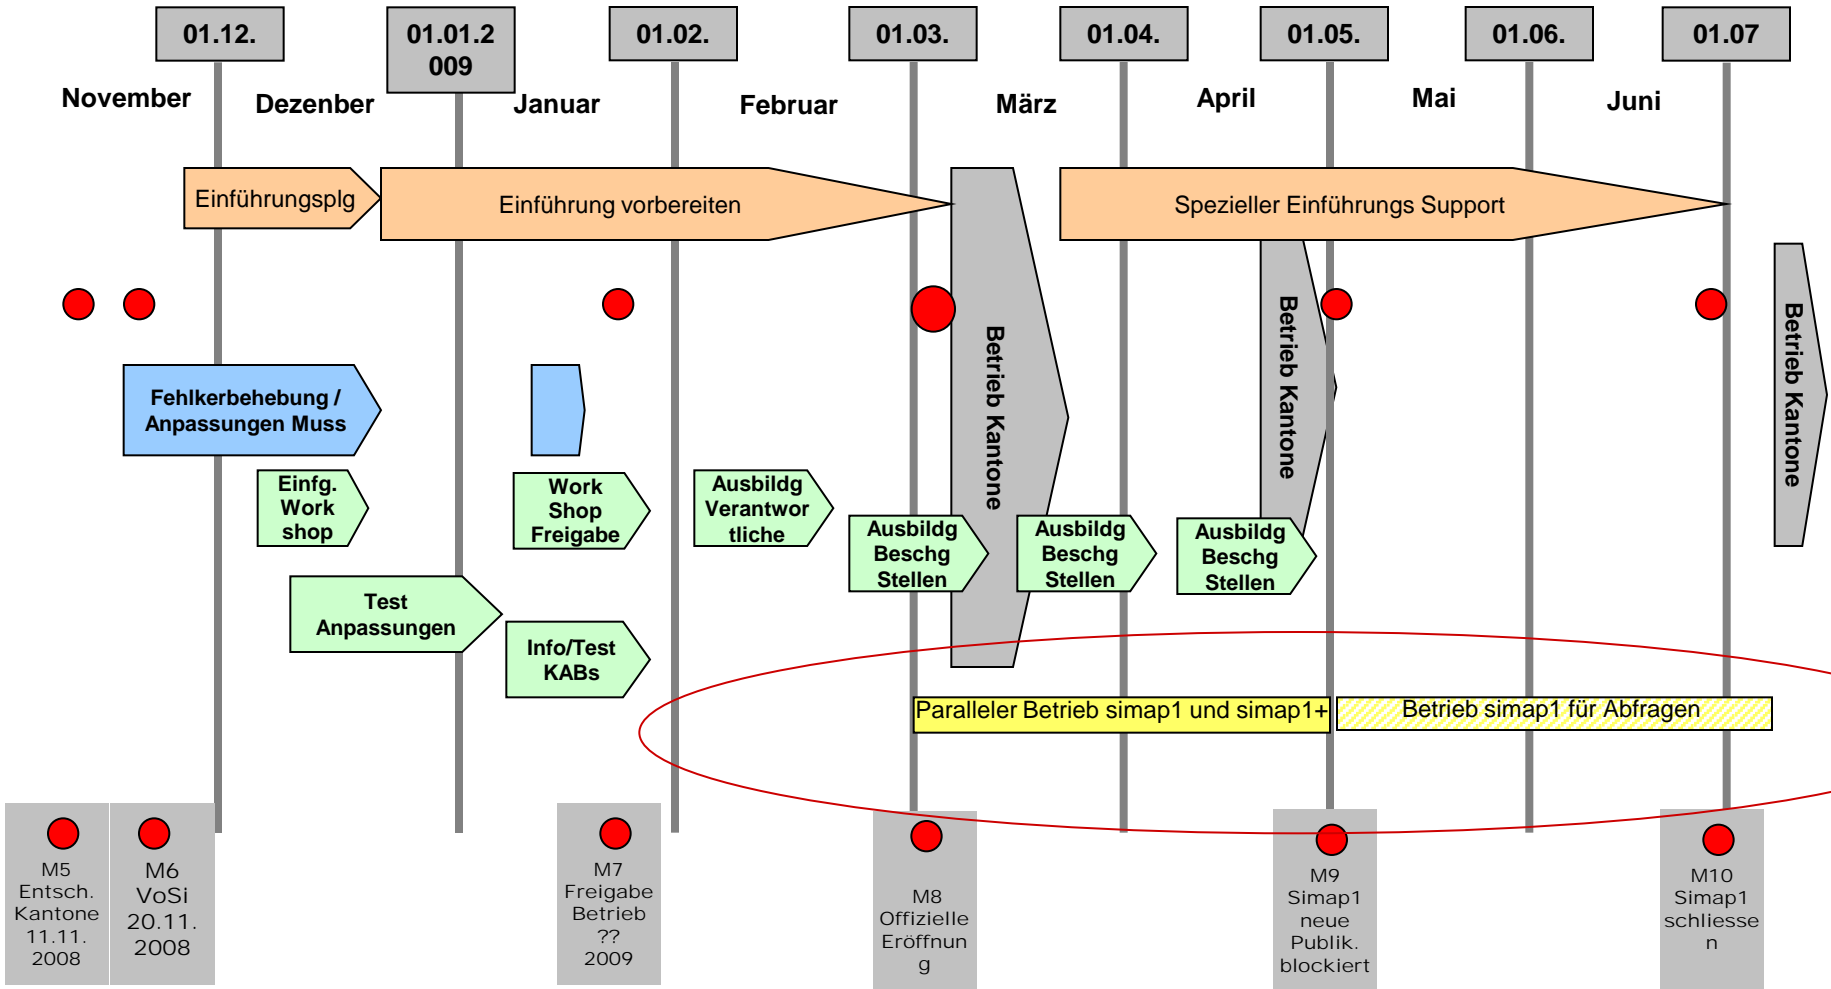 01.12.
01.01.2
009
01.02.
01.03.
01.04.
01.05.
01.06.
01.07
November
Dezenber
Januar
Februar
März
April
Mai
Juni
Einführungsplg
Einführung vorbereiten
Spezieller Einführungs Support
Betrieb Kantone
Betrieb Kantone
Betrieb Kantone
Fehlkerbehebung /
Anpassungen Muss
Einfg.
Work
shop
Work
Shop
Freigabe
Ausbildg
Verantwor
tliche
Ausbildg
Beschg
Stellen
Ausbildg
Beschg
Stellen
Ausbildg
Beschg
Stellen
Test
Anpassungen
Info/Test
KABs
Paralleler Betrieb simap1 und simap1+
Betrieb simap1 für Abfragen
M5
Entsch.
Kantone
11.11.
2008
M6
VoSi
20.11.
2008
M7
Freigabe
Betrieb
??
2009
M8
Offizielle
Eröffnun
g
M9
Simap1
neue
Publik.
blockiert
M10
Simap1
schliesse
n